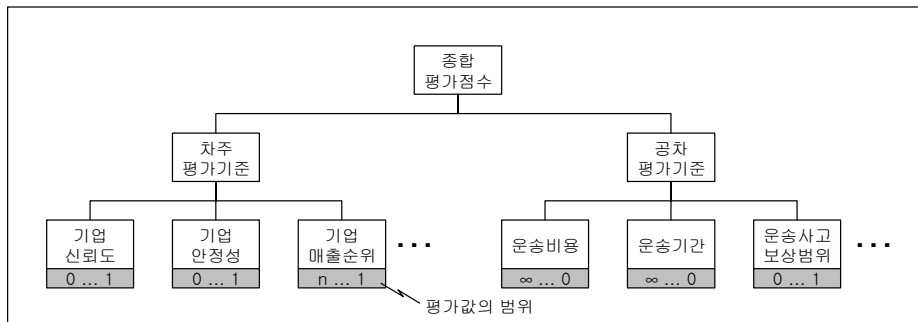 종합
평가점수
차주
평가기준
공차
평가기준
기업
신뢰도
기업
안정성
기업
매출순위
...
운송비용
운송기간
운송사고
보상범위
...
0 ... 1
0 ... 1
n ... 1
∞ ... 0
∞ ... 0
0 ... 1
평가값의 범위